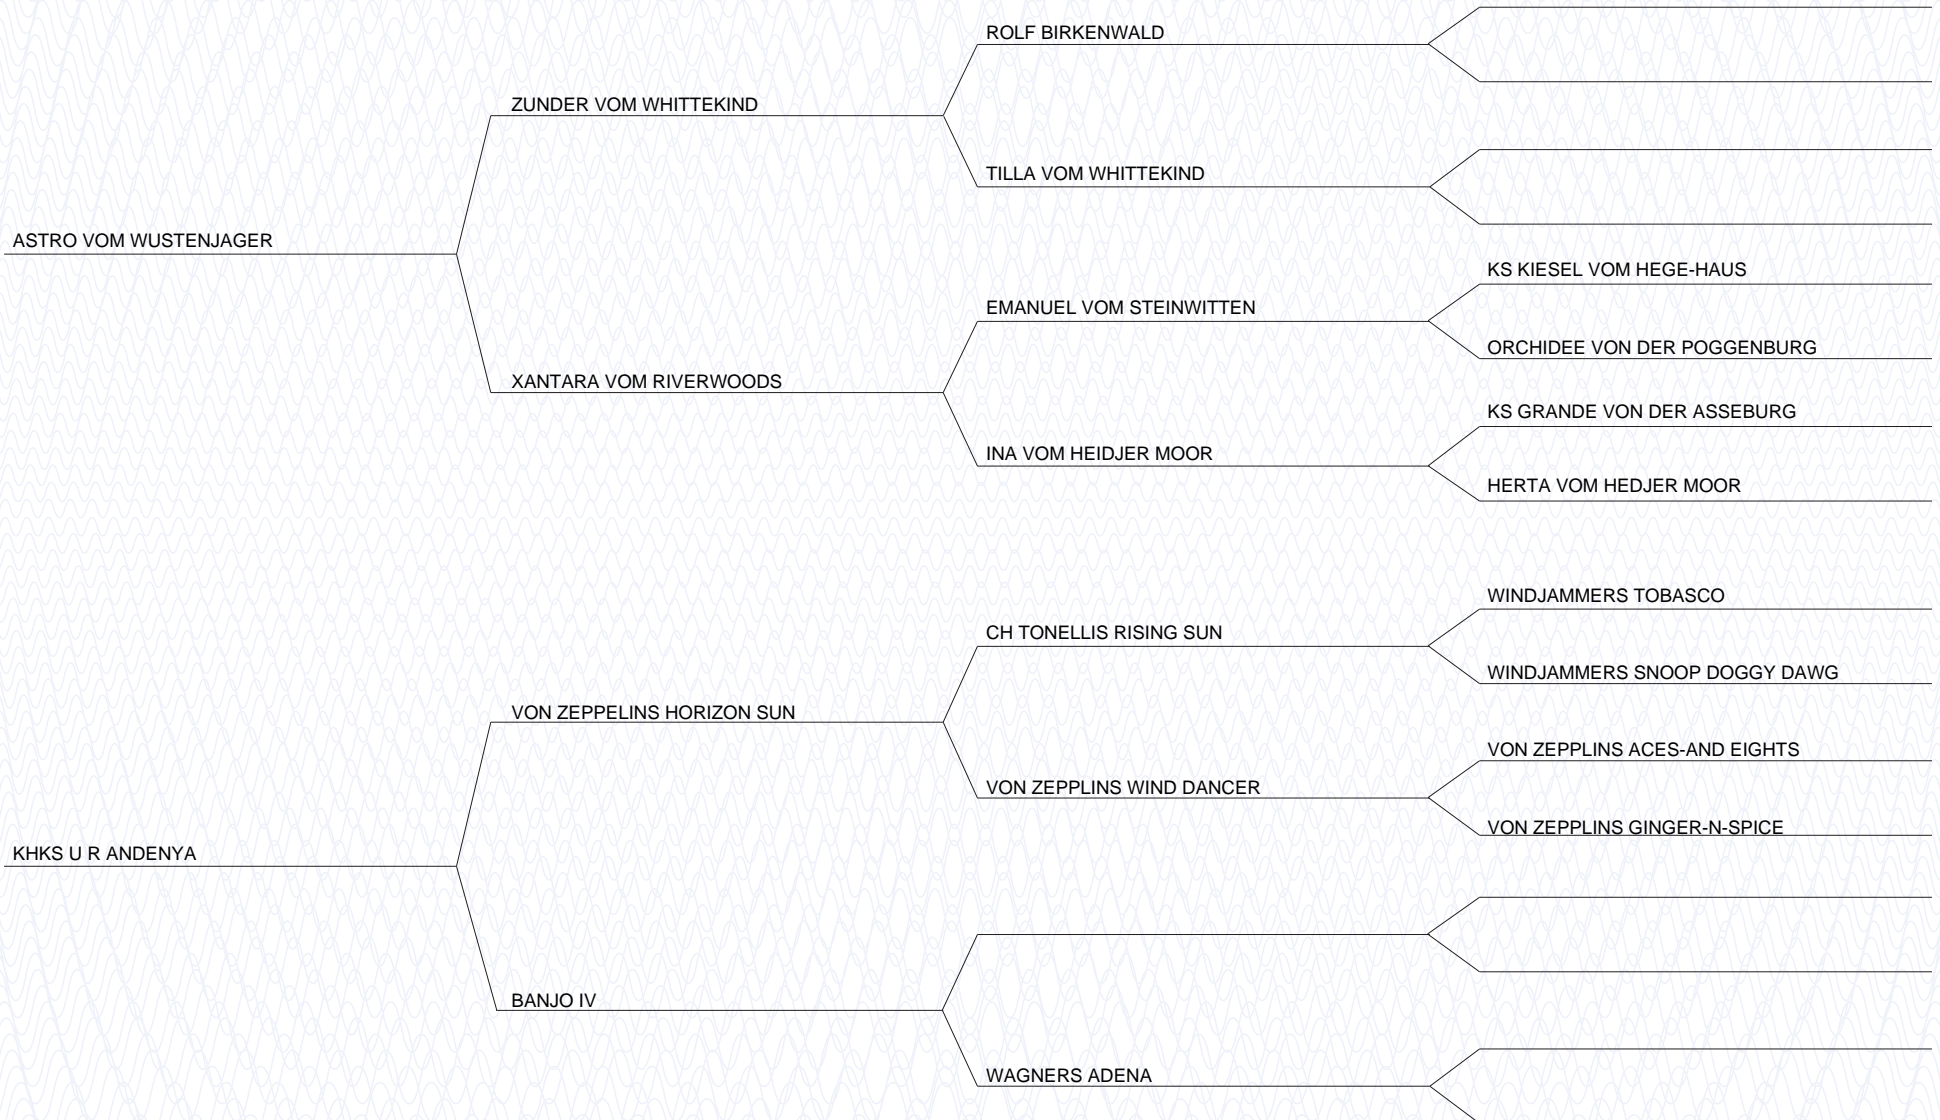 ROLF BIRKENWALD
ZUNDER VOM WHITTEKIND
TILLA VOM WHITTEKIND
ASTRO VOM WUSTENJAGER
KS KIESEL VOM HEGE-HAUS
EMANUEL VOM STEINWITTEN
ORCHIDEE VON DER POGGENBURG
XANTARA VOM RIVERWOODS
KS GRANDE VON DER ASSEBURG
INA VOM HEIDJER MOOR
HERTA VOM HEDJER MOOR
WINDJAMMERS TOBASCO
CH TONELLIS RISING SUN
WINDJAMMERS SNOOP DOGGY DAWG
VON ZEPPELINS HORIZON SUN
VON ZEPPLINS ACES-AND EIGHTS
VON ZEPPLINS WIND DANCER
VON ZEPPLINS GINGER-N-SPICE
KHKS U R ANDENYA
BANJO IV
WAGNERS ADENA